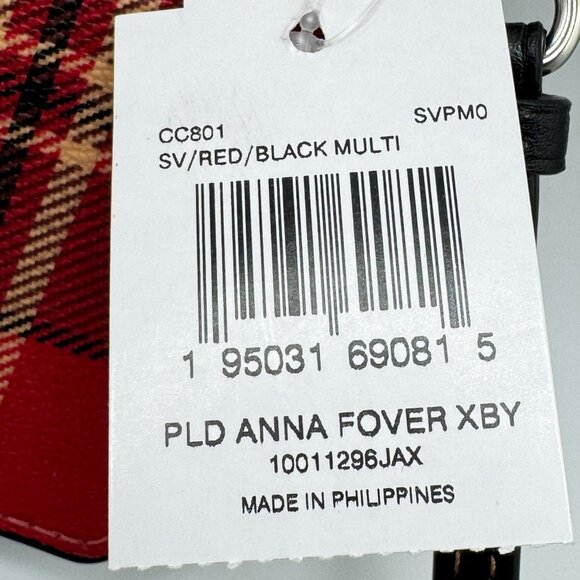 CC801 SVPM0
SV/RED/BLACK MULTI
1 95031 69081 5
PLD ANNA FOVER XBY
10011296JAX
MADE IN PHILIPPINES